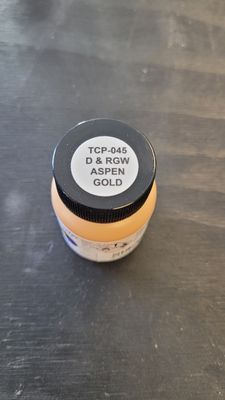 TCP-045
D & RGW
ASPEN
GOLD